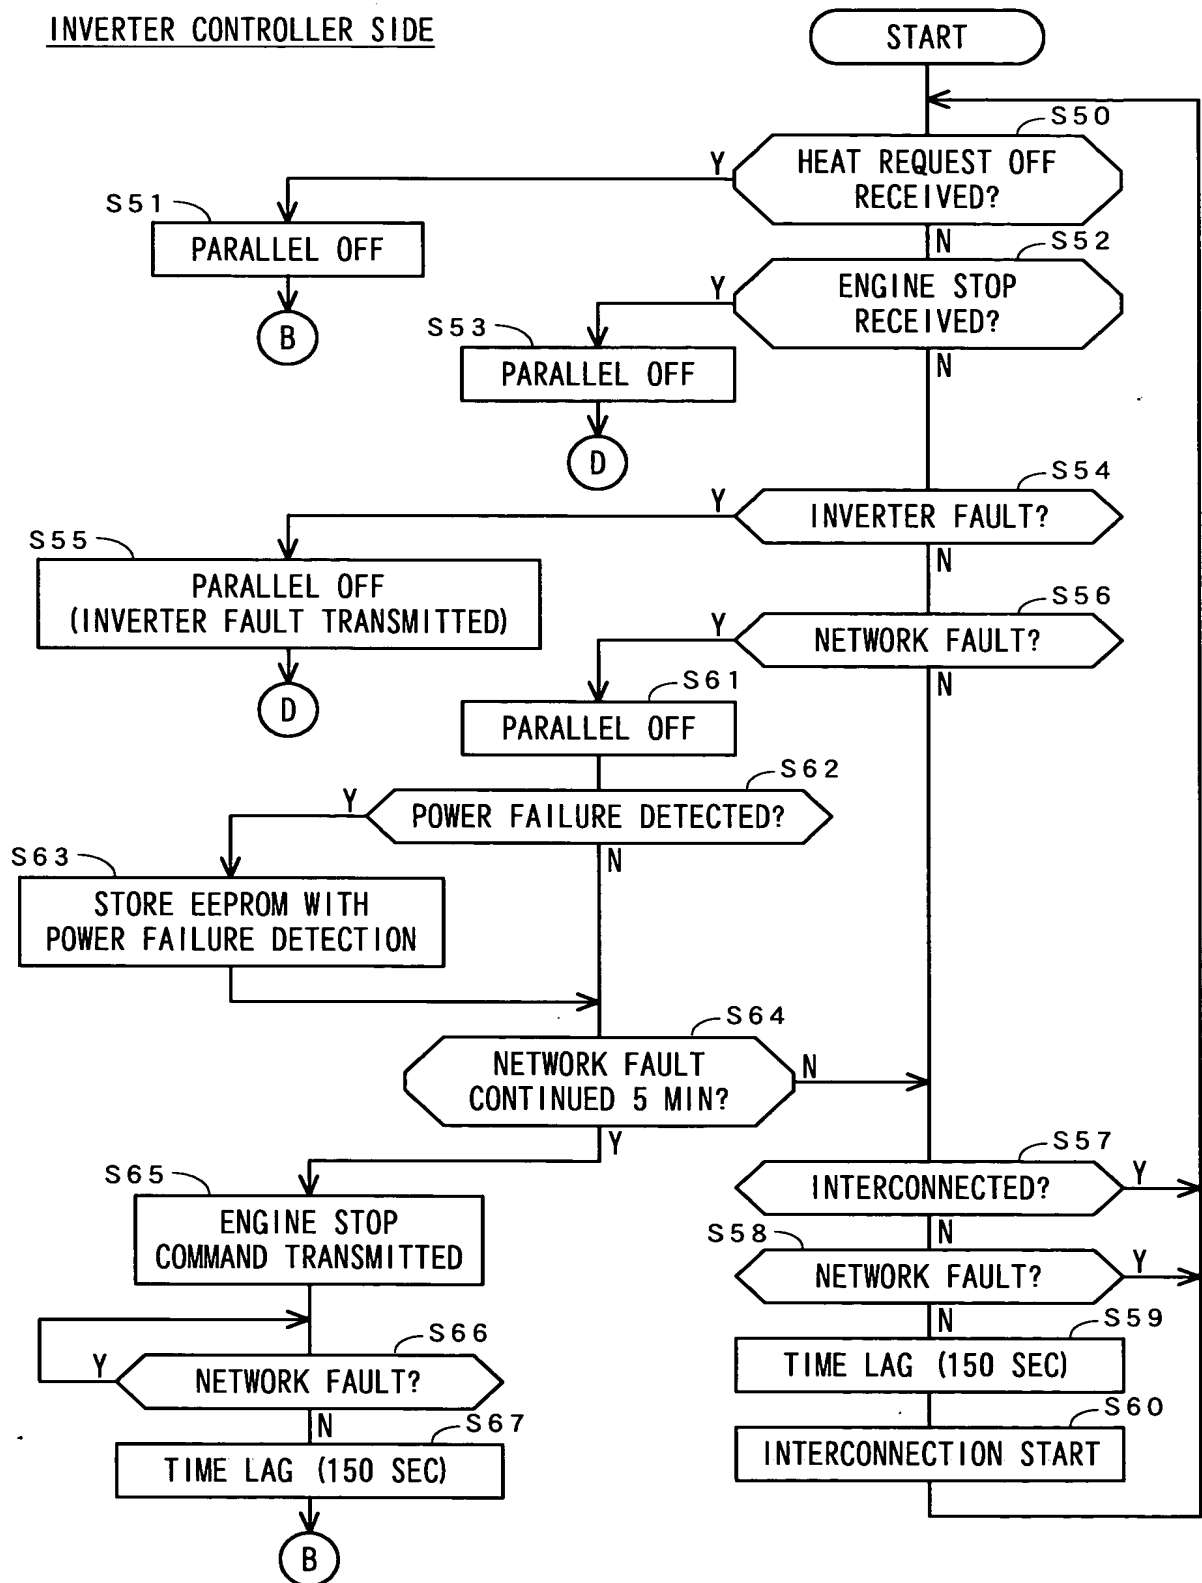 INVERTER CONTROLLER SIDE
START
S50
HEAT REQUEST OFF
RECEIVED?
Y
N
S51
PARALLEL OFF
B
S52
ENGINE STOP
RECEIVED?
Y
N
S53
PARALLEL OFF
D
S54
INVERTER FAULT?
Y
N
S55
PARALLEL OFF
(INVERTER FAULT TRANSMITTED)
D
S56
NETWORK FAULT?
Y
N
S61
PARALLEL OFF
S62
POWER FAILURE DETECTED?
Y
N
S63
STORE EEPROM WITH
POWER FAILURE DETECTION
S64
NETWORK FAULT
CONTINUED 5 MIN?
N
Y
S57
INTERCONNECTED?
Y
N
S65
ENGINE STOP
COMMAND TRANSMITTED
S58
NETWORK FAULT?
Y
N
S59
TIME LAG (150 SEC)
S66
NETWORK FAULT?
Y
N
S60
INTERCONNECTION START
S67
TIME LAG (150 SEC)
B